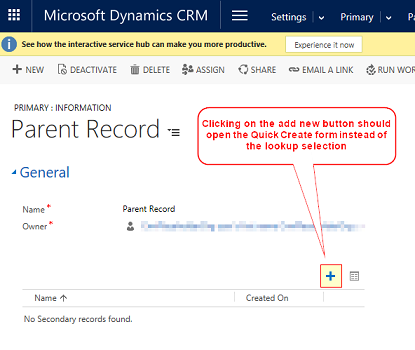 Microsoft Dynamics CRM Settings Primary
See how the interactive service hub can make you more productive. Experience it now
+ NEW DEACTIVATE DELETE ASSIGN SHARE EMAIL A LINK RUN WOR
PRIMARY : INFORMATION
Parent Record
Clicking on the add new button should
open the Quick Create form instead of
the lookup selection
General
Name * Parent Record
Owner *
Name ↑ Created On
No Secondary records found.